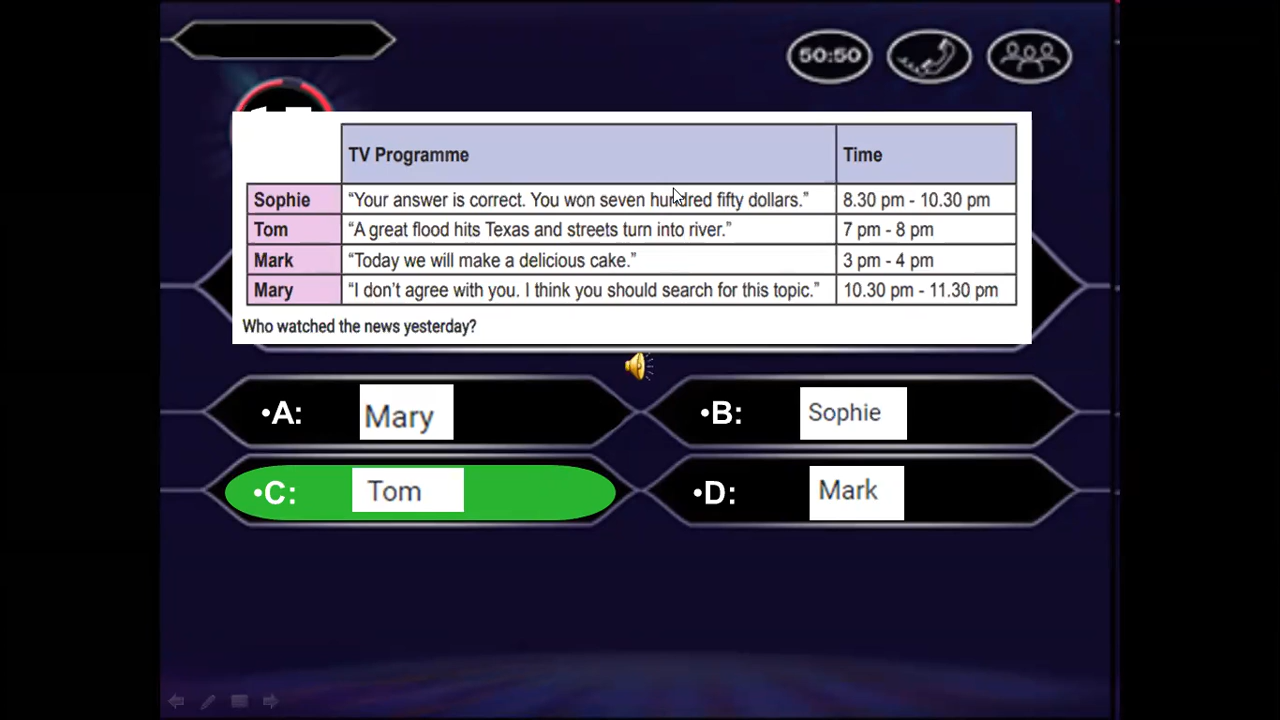 50:50
TV Programme Time
Sophie “Your answer is correct. You won seven hundred fifty dollars.” 8.30 pm - 10.30 pm
Tom “A great flood hits Texas and streets turn into river.” 7 pm - 8 pm
Mark “Today we will make a delicious cake.” 3 pm - 4 pm
Mary “I don’t agree with you. I think you should search for this topic.” 10.30 pm - 11.30 pm
Who watched the news yesterday?
•A: Mary
•B: Sophie
•C: Tom
•D: Mark